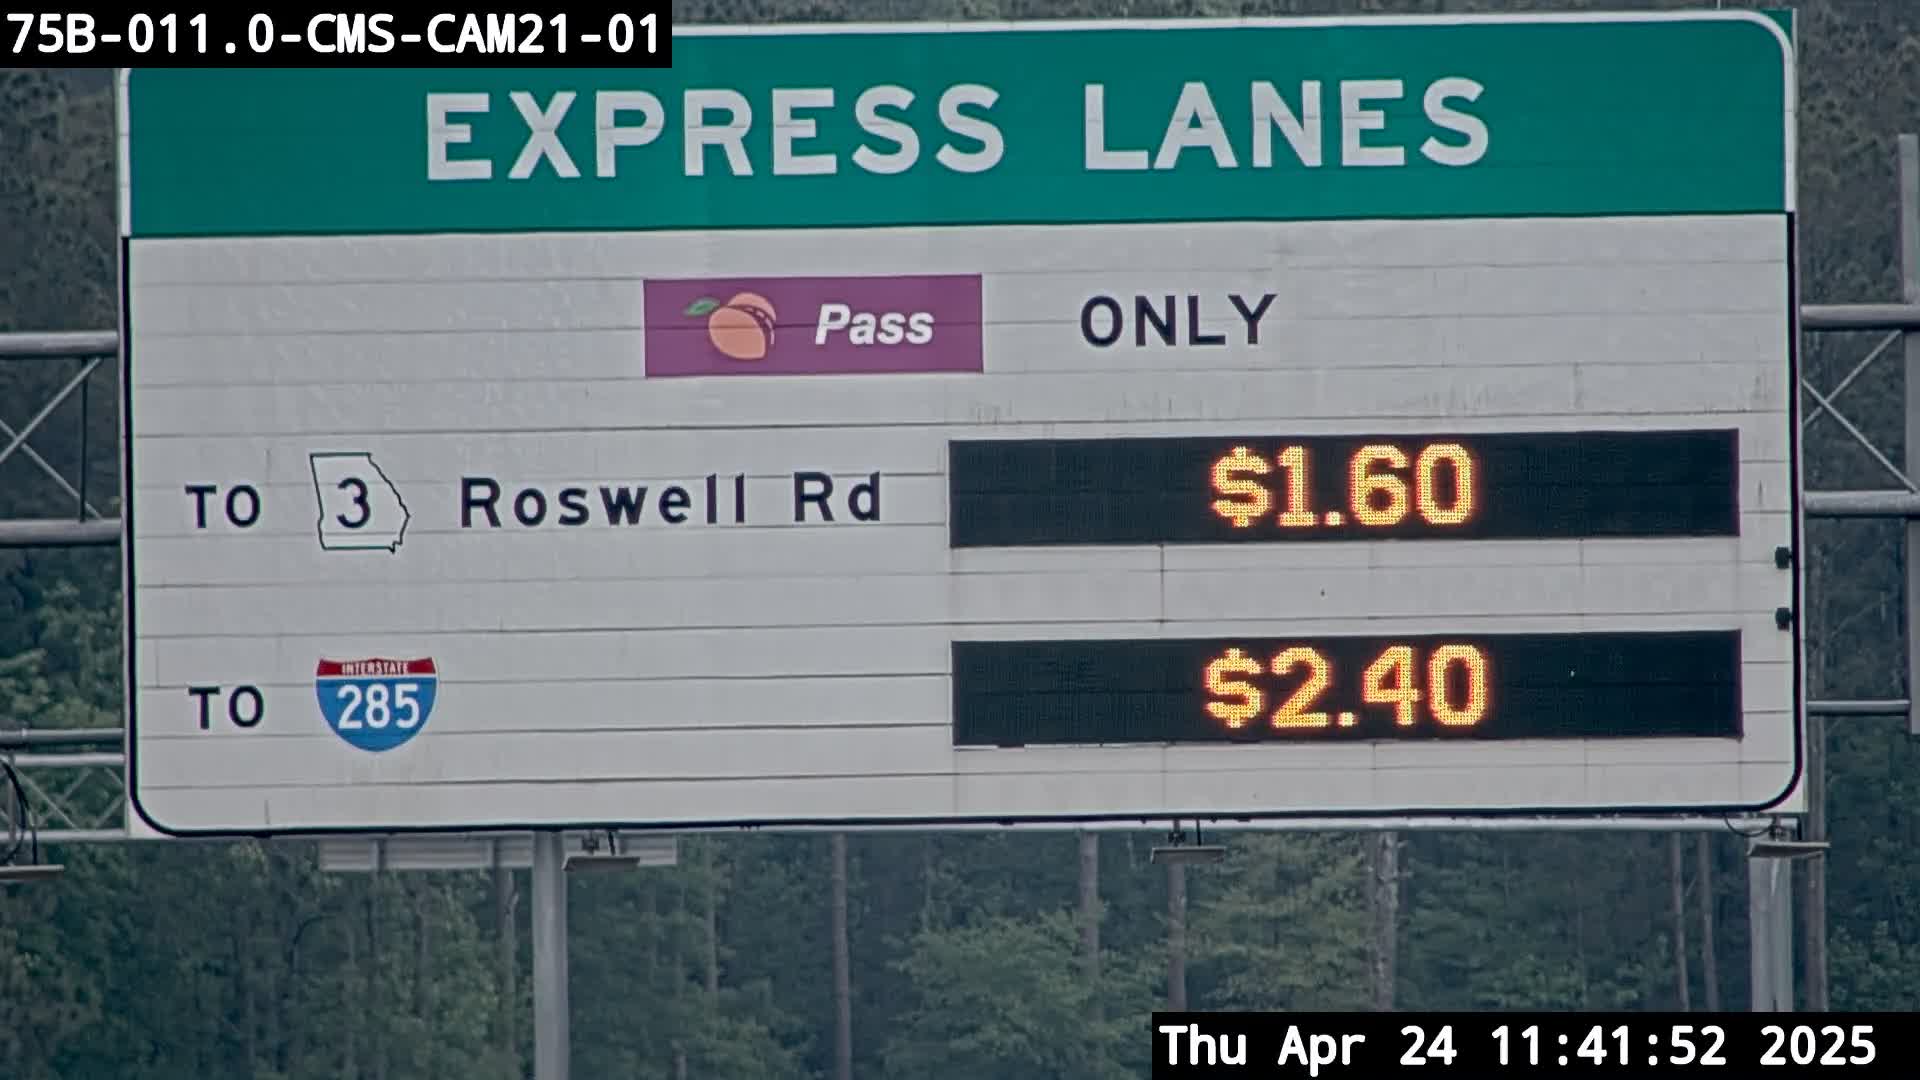 75B-011.0-CMS-CAM21-01
EXPRESS LANES
Pass ONLY
TO 3 Roswell Rd $1.60
INTERSTATE
TO 285 $2.40
Thu Apr 24 11:41:52 2025